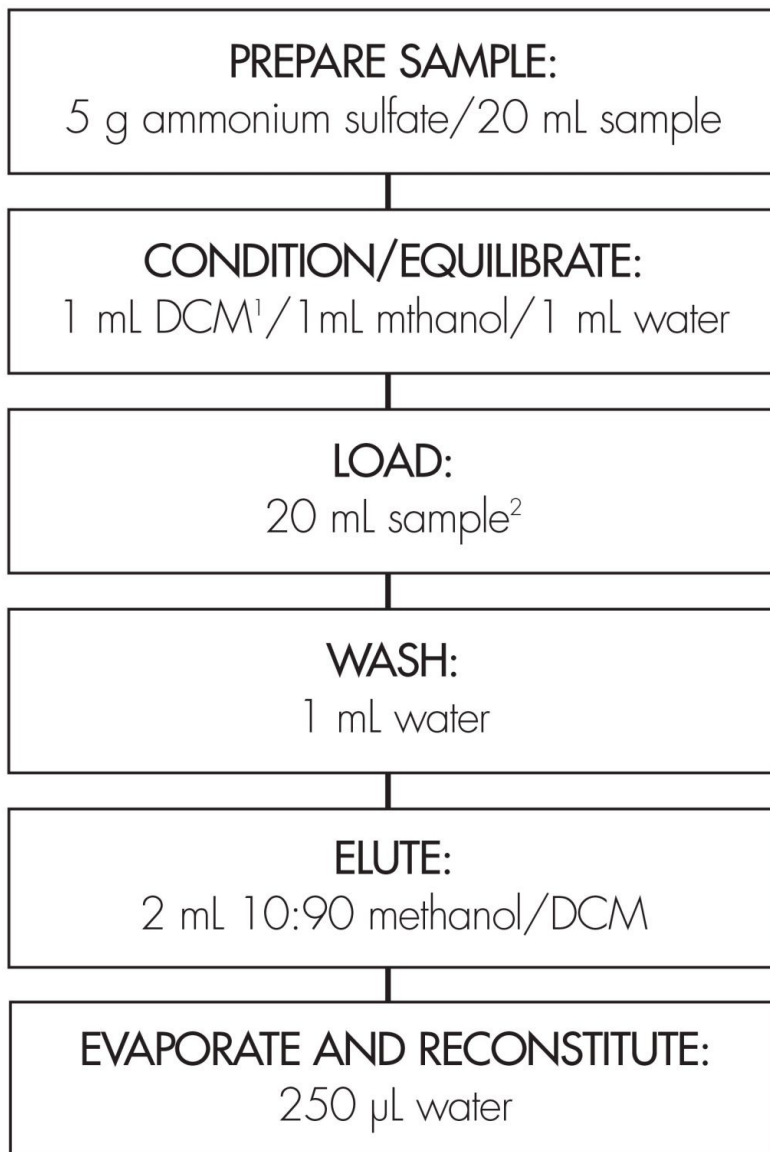 PREPARE SAMPLE:
5 g ammonium sulfate/20 mL sample
CONDITION/EQUILIBRATE:
1 mL DCM¹/1mL mthanol/1 mL water
LOAD:
20 mL sample²
WASH:
1 mL water
ELUTE:
2 mL 10:90 methanol/DCM
EVAPORATE AND RECONSTITUTE:
250 µL water